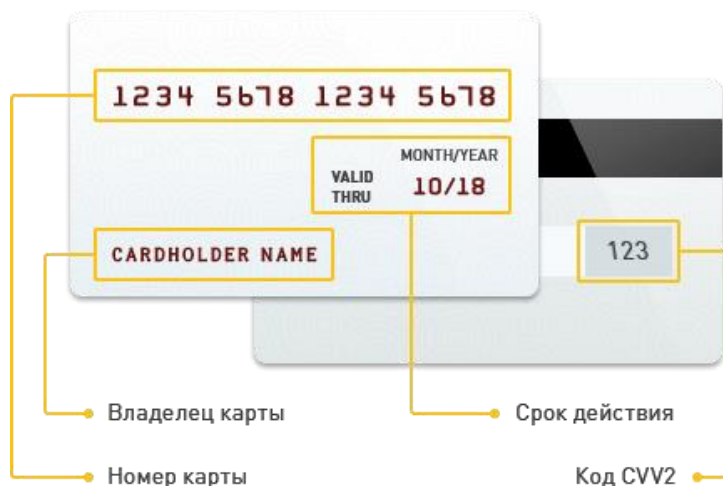 1234 5678 1234 5678
MONTH/YEAR
VALID
THRU
10/18
CARDHOLDER NAME
123
Владелец карты
Срок действия
Номер карты
Код CVV2